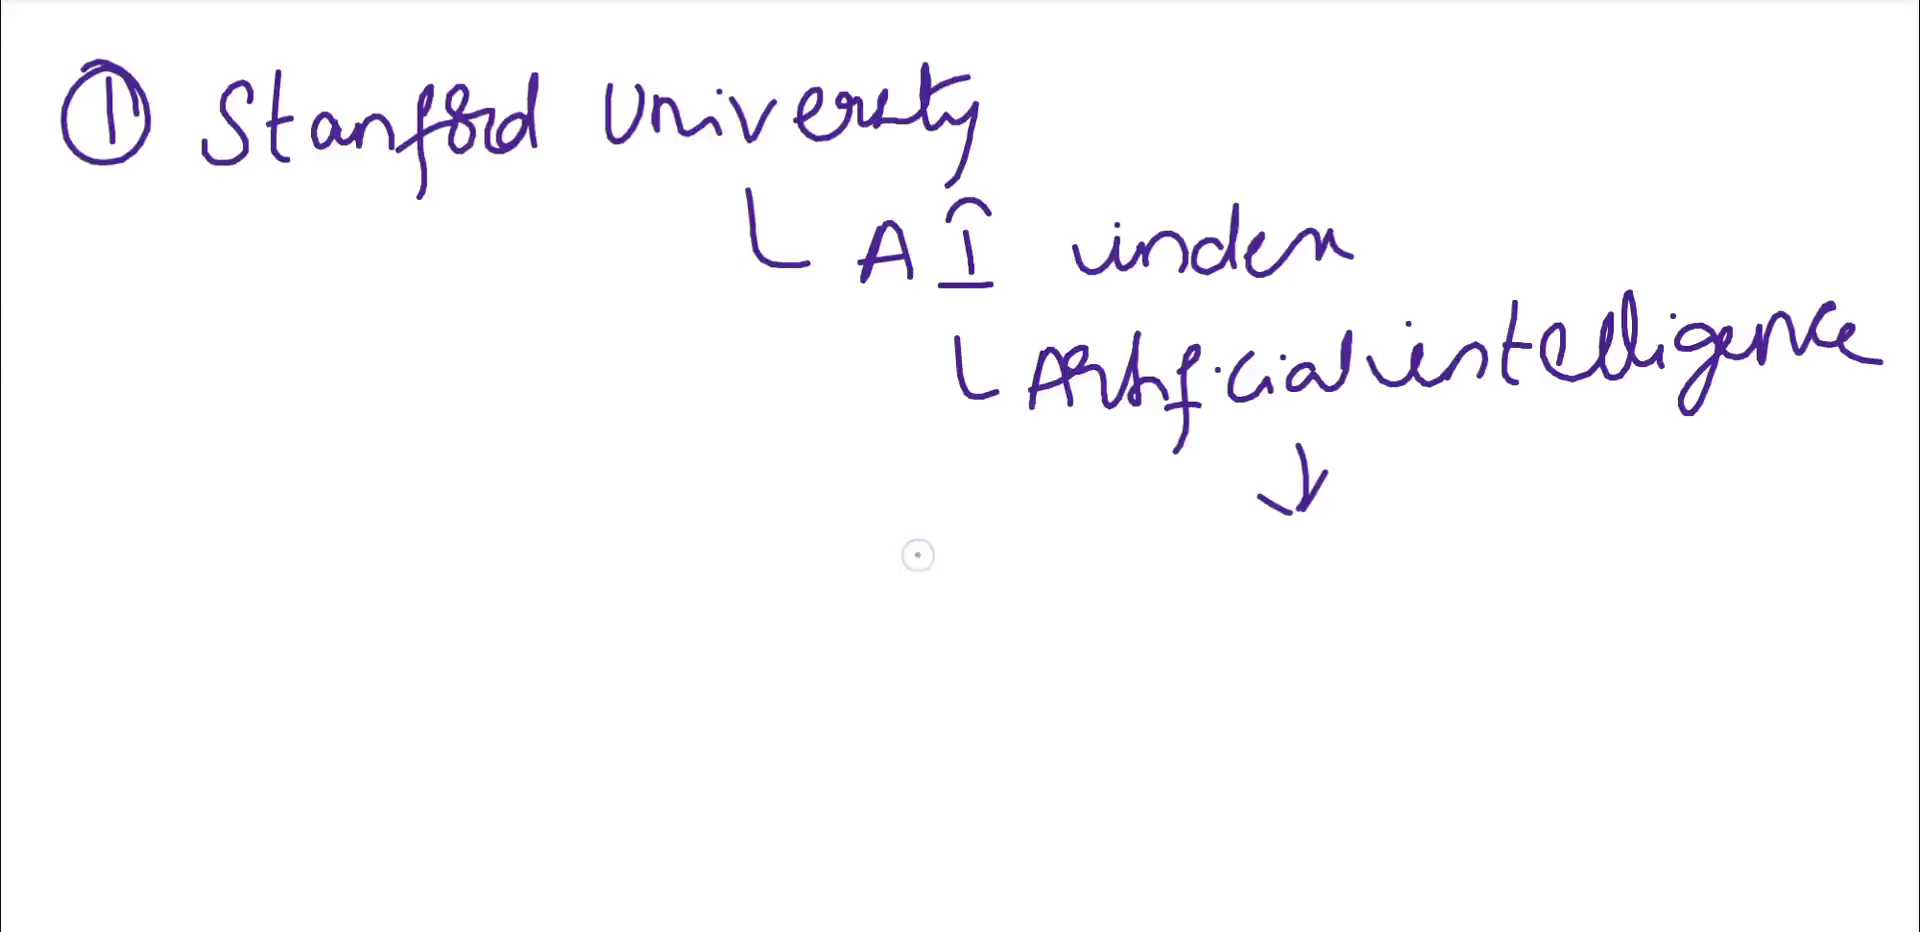 ① Stanford University
AI index
Artificial intelligence
↓